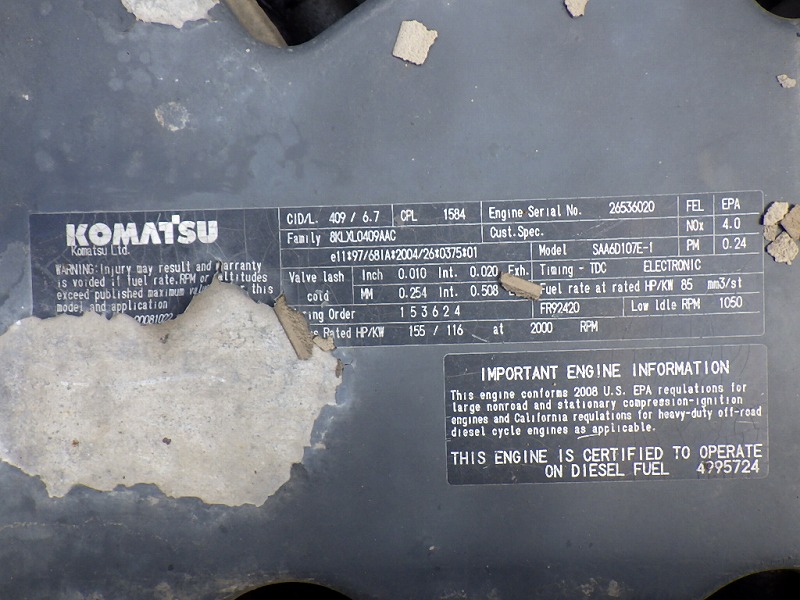 KOMATSU
Komatsu Ltd.
WARNING: Injury may result and warranty
is voided if fuel rate.RPM or altitudes
exceed published maximum this
model and application
CID/L. 409 / 6.7 CPL 1584 Engine Serial No. 26536020 FEL EPA
Family 8KLXL0409AAC Cust.Spec. NOx 4.0
e11*97/68IA*2004/26*0375*01 Model SAA6D107E-1 PM 0.24
Valve lash Inch 0.010 Int. 0.020 Exh. Timing - TDC ELECTRONIC
cold MM 0.254 Int. 0.508 Fuel rate at rated HP/KW 85 mm3/st
Order 1 5 3 6 2 4 FR92420 Low Idle RPM 1050
Rated HP/KW 155 / 116 at 2000 RPM
IMPORTANT ENGINE INFORMATION
This engine conforms 2008 U.S. EPA regulations for
large nonroad and stationary compression-ignition
engines and California regulations for heavy-duty off-road
diesel cycle engines as applicable.
THIS ENGINE IS CERTIFIED TO OPERATE
ON DIESEL FUEL 4995724